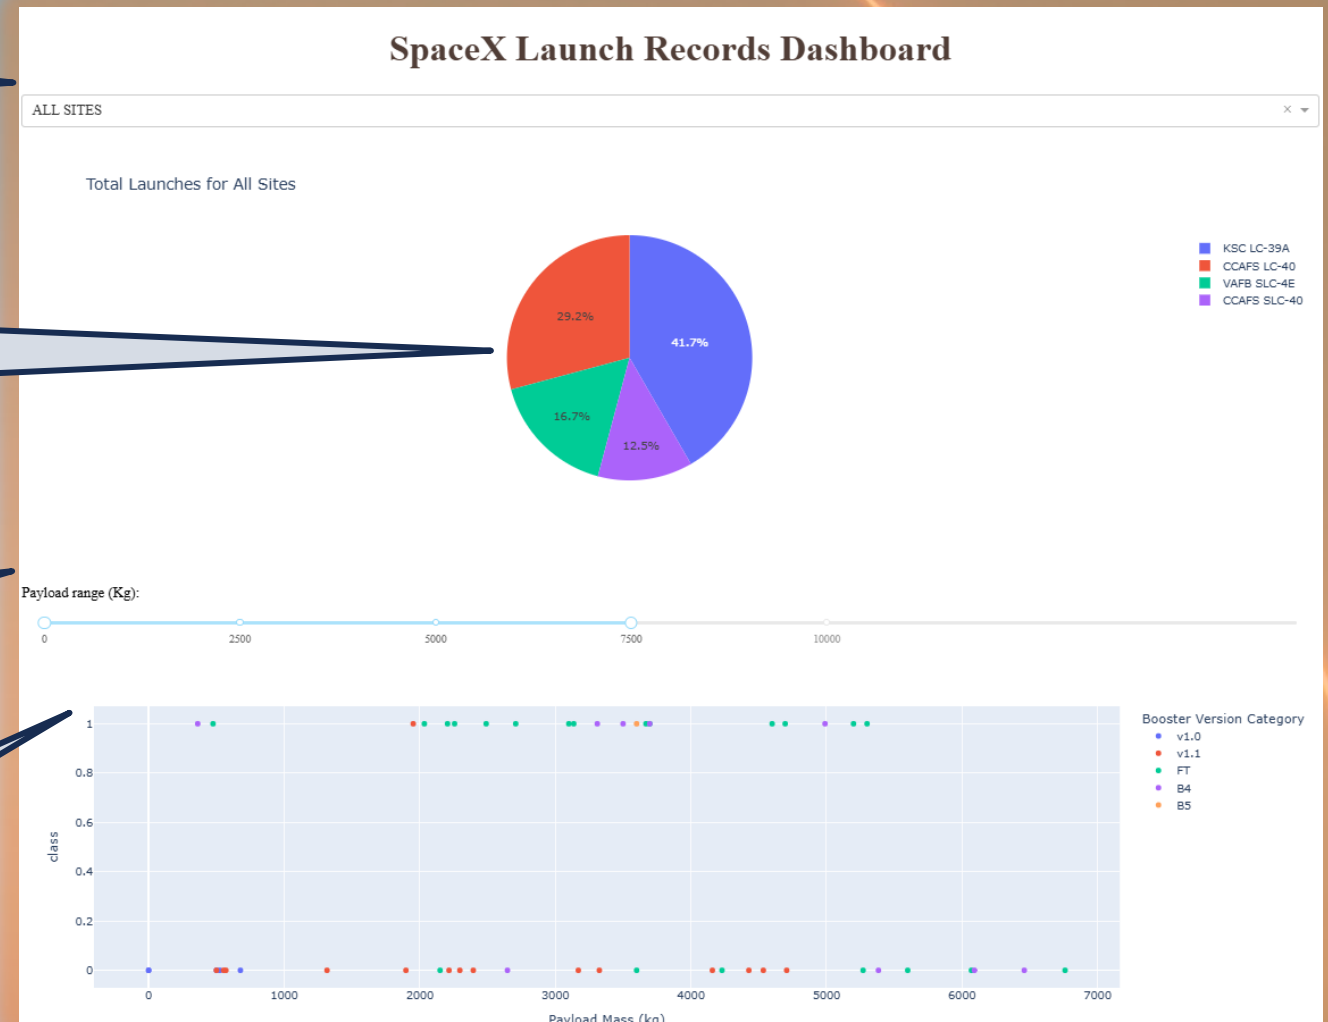 SpaceX Launch Records Dashboard
ALL SITES
×
Total Launches for All Sites
KSC LC-39A
CCAFS LC-40
VAFB SLC-4E
CCAFS SLC-40
29.2%
41.7%
16.7%
12.5%
Payload range (Kg):
0 2500 5000 7500 10000
Booster Version Category
v1.0
v1.1
FT
B4
B5
1
0.8
0.6
0.4
0.2
0
class
0 1000 2000 3000 4000 5000 6000 7000
Payload Mass (kg)